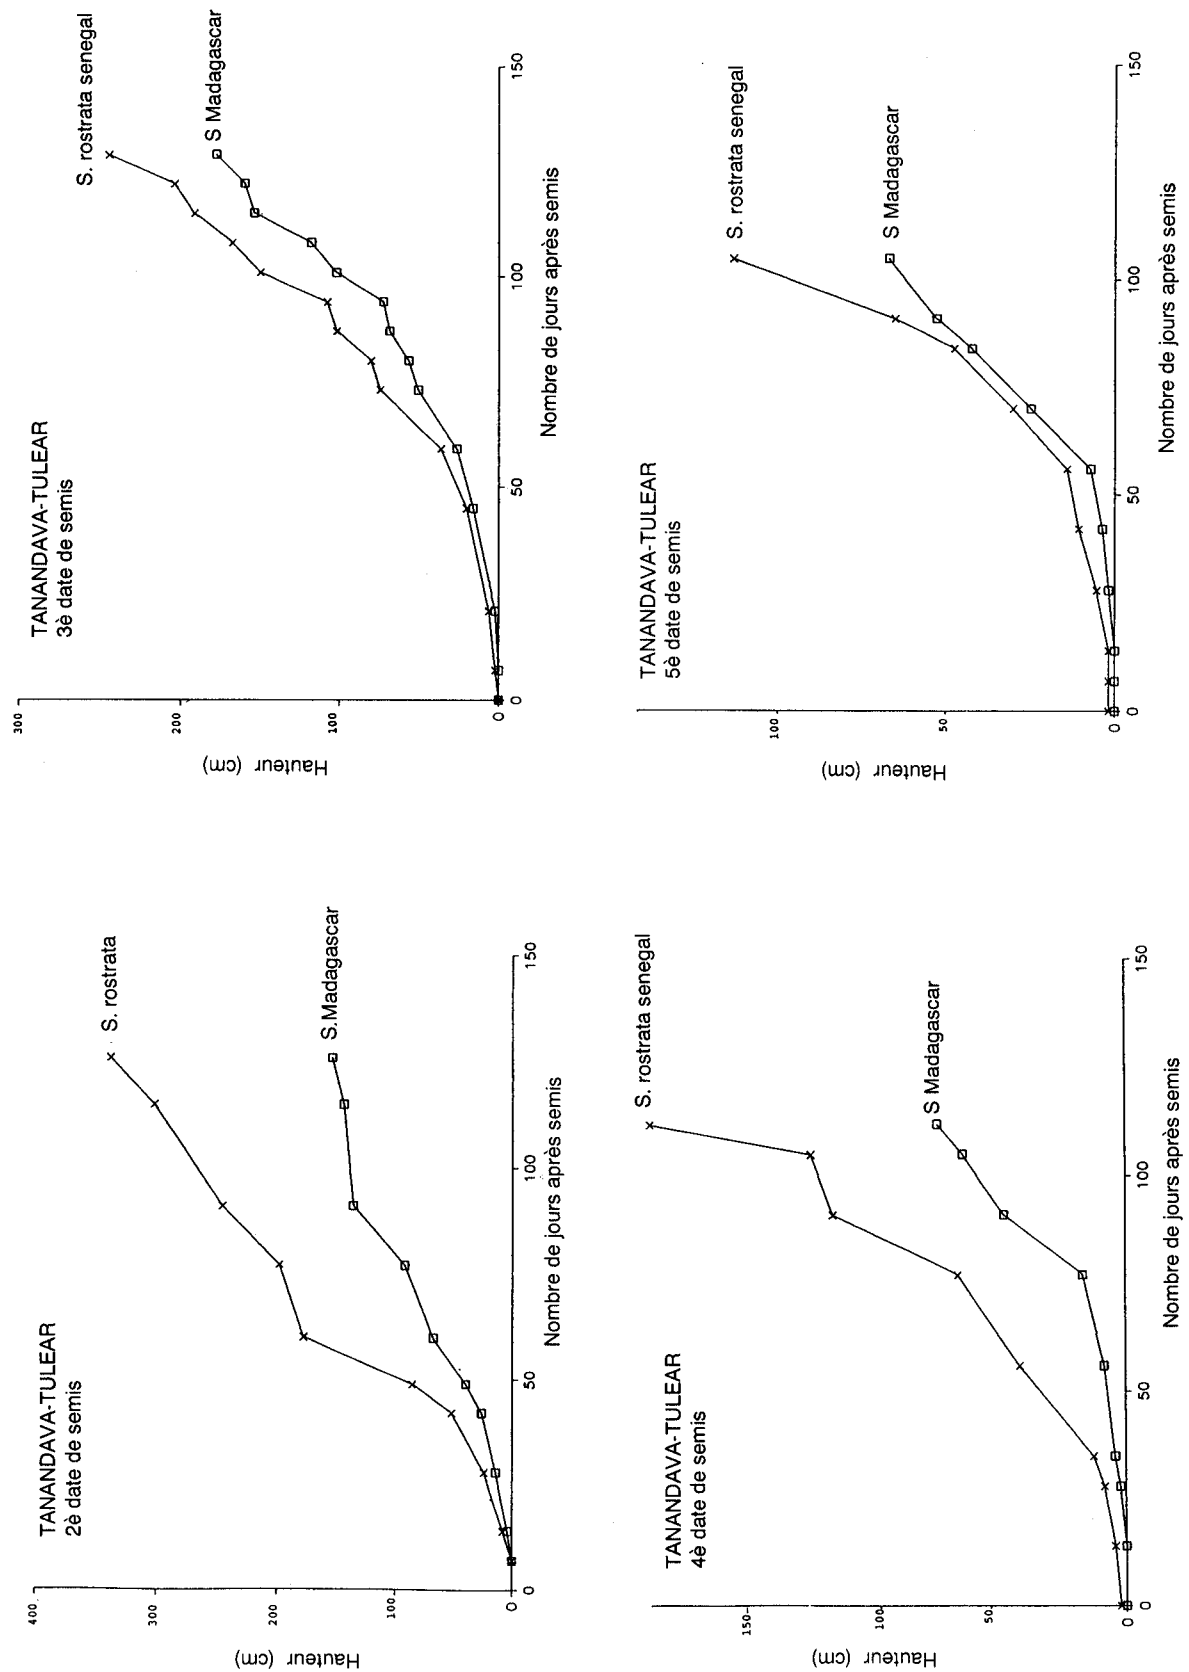 TANANDAVA-TULEAR
2è date de semis
Hauteur (cm)
400
300
200
100
0
S. rostrata
S.Madagascar
0
50
100
150
Nombre de jours après semis
TANANDAVA-TULEAR
3è date de semis
Hauteur (cm)
300
200
100
0
S. rostrata senegal
S Madagascar
0
50
100
150
Nombre de jours après semis
TANANDAVA-TULEAR
4è date de semis
Hauteur (cm)
150
100
50
0
S. rostrata senegal
S Madagascar
0
50
100
150
Nombre de jours après semis
TANANDAVA-TULEAR
5è date de semis
Hauteur (cm)
100
50
0
S. rostrata senegal
S Madagascar
0
50
100
150
Nombre de jours après semis